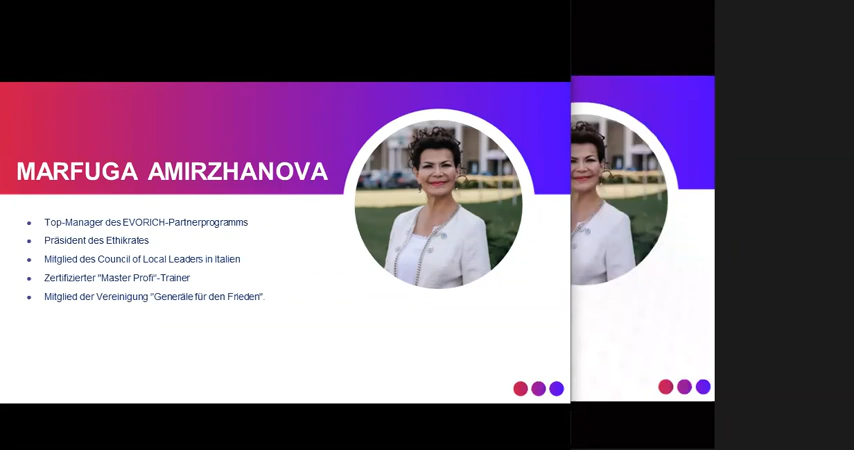 MARFUGA AMIRZHANOVA
Top-Manager des EVORICH-Partnerprogramms
Präsident des Ethikrates
Mitglied des Council of Local Leaders in Italien
Zertifizierter "Master Profi"-Trainer
Mitglied der Vereinigung "Generäle für den Frieden".